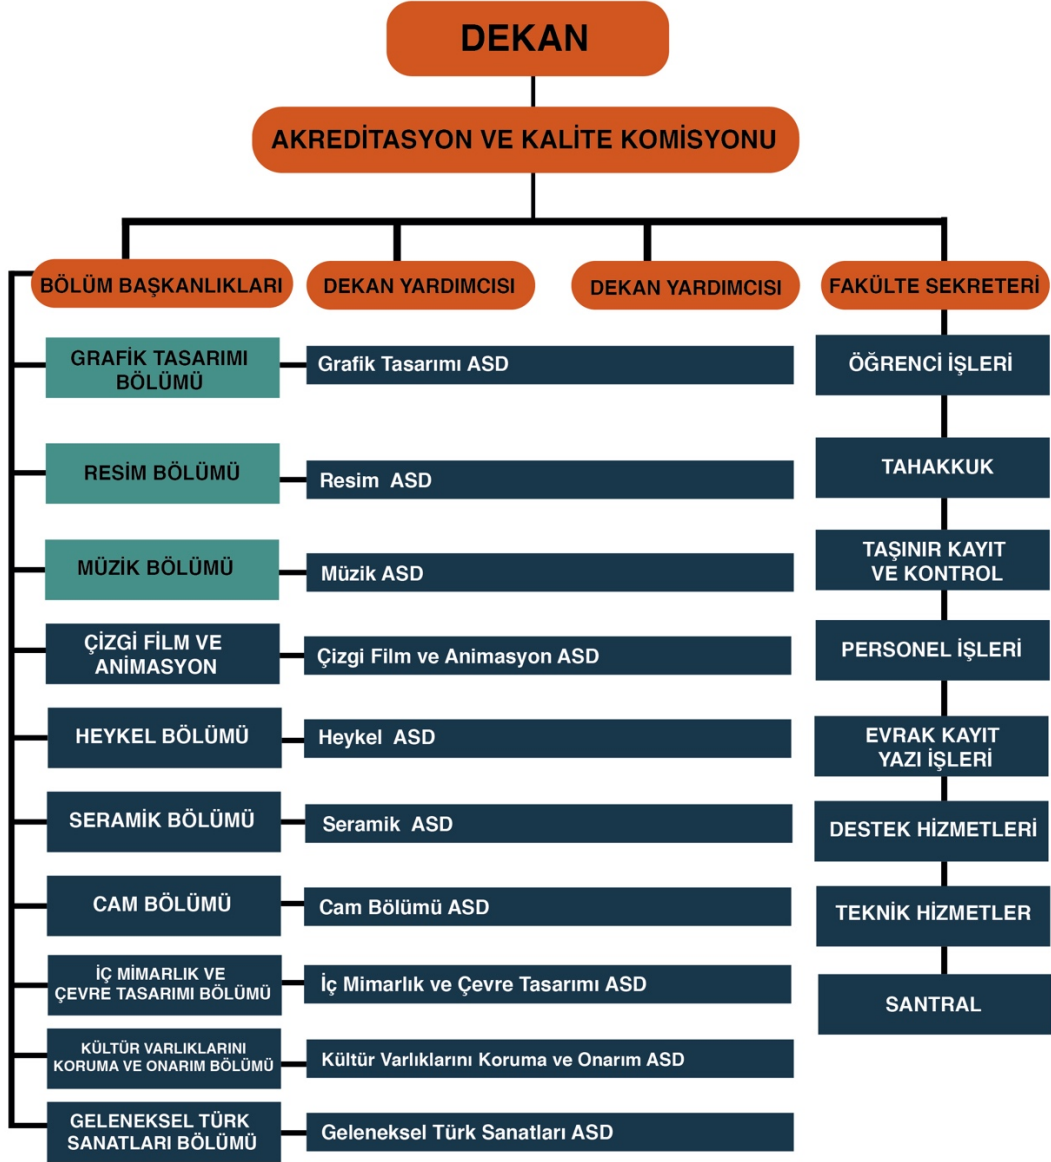 DEKAN
AKREDİTASYON VE KALİTE KOMİSYONU
BÖLÜM BAŞKANLIKLARI
DEKAN YARDIMCISI
DEKAN YARDIMCISI
FAKÜLTE SEKRETERİ
GRAFİK TASARIMI
BÖLÜMÜ
Grafik Tasarımı ASD
RESİM BÖLÜMÜ
Resim ASD
MÜZİK BÖLÜMÜ
Müzik ASD
ÇİZGİ FİLM VE
ANİMASYON
Çizgi Film ve Animasyon ASD
HEYKEL BÖLÜMÜ
Heykel ASD
SERAMİK BÖLÜMÜ
Seramik ASD
CAM BÖLÜMÜ
Cam Bölümü ASD
İÇ MİMARLIK VE
ÇEVRE TASARIMI BÖLÜMÜ
İç Mimarlık ve Çevre Tasarımı ASD
KÜLTÜR VARLIKLARINI
KORUMA VE ONARIM BÖLÜMÜ
Kültür Varlıklarını Koruma ve Onarım ASD
GELENEKSEL TÜRK
SANATLARI BÖLÜMÜ
Geleneksel Türk Sanatları ASD
ÖĞRENCİ İŞLERİ
TAHAKKUK
TAŞINIR KAYIT
VE KONTROL
PERSONEL İŞLERİ
EVRAK KAYIT
YAZI İŞLERİ
DESTEK HİZMETLERİ
TEKNİK HİZMETLER
SANTRAL